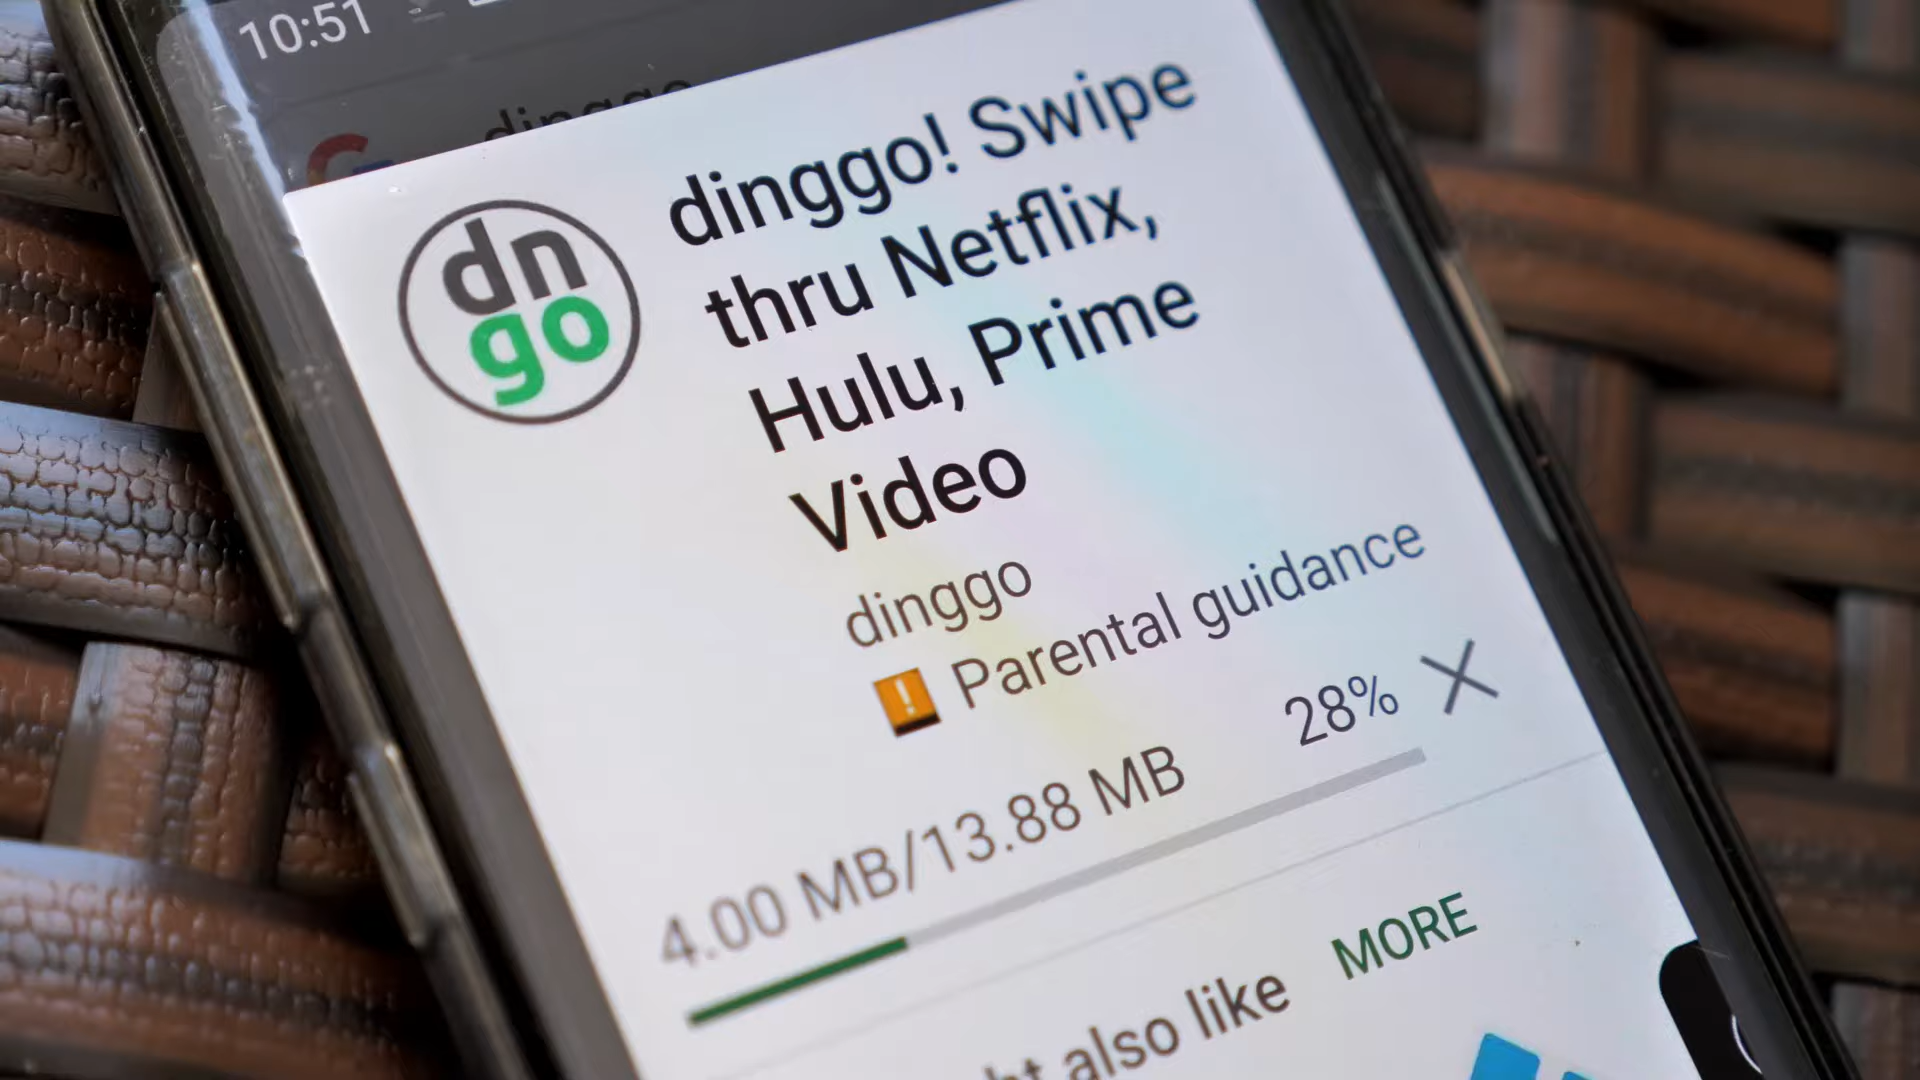 10:51
dinggo
dn
go
dinggo! Swipe
thru Netflix,
Hulu, Prime
Video
dinggo
! Parental guidance
28%
4.00 MB/13.88 MB
also like
MORE